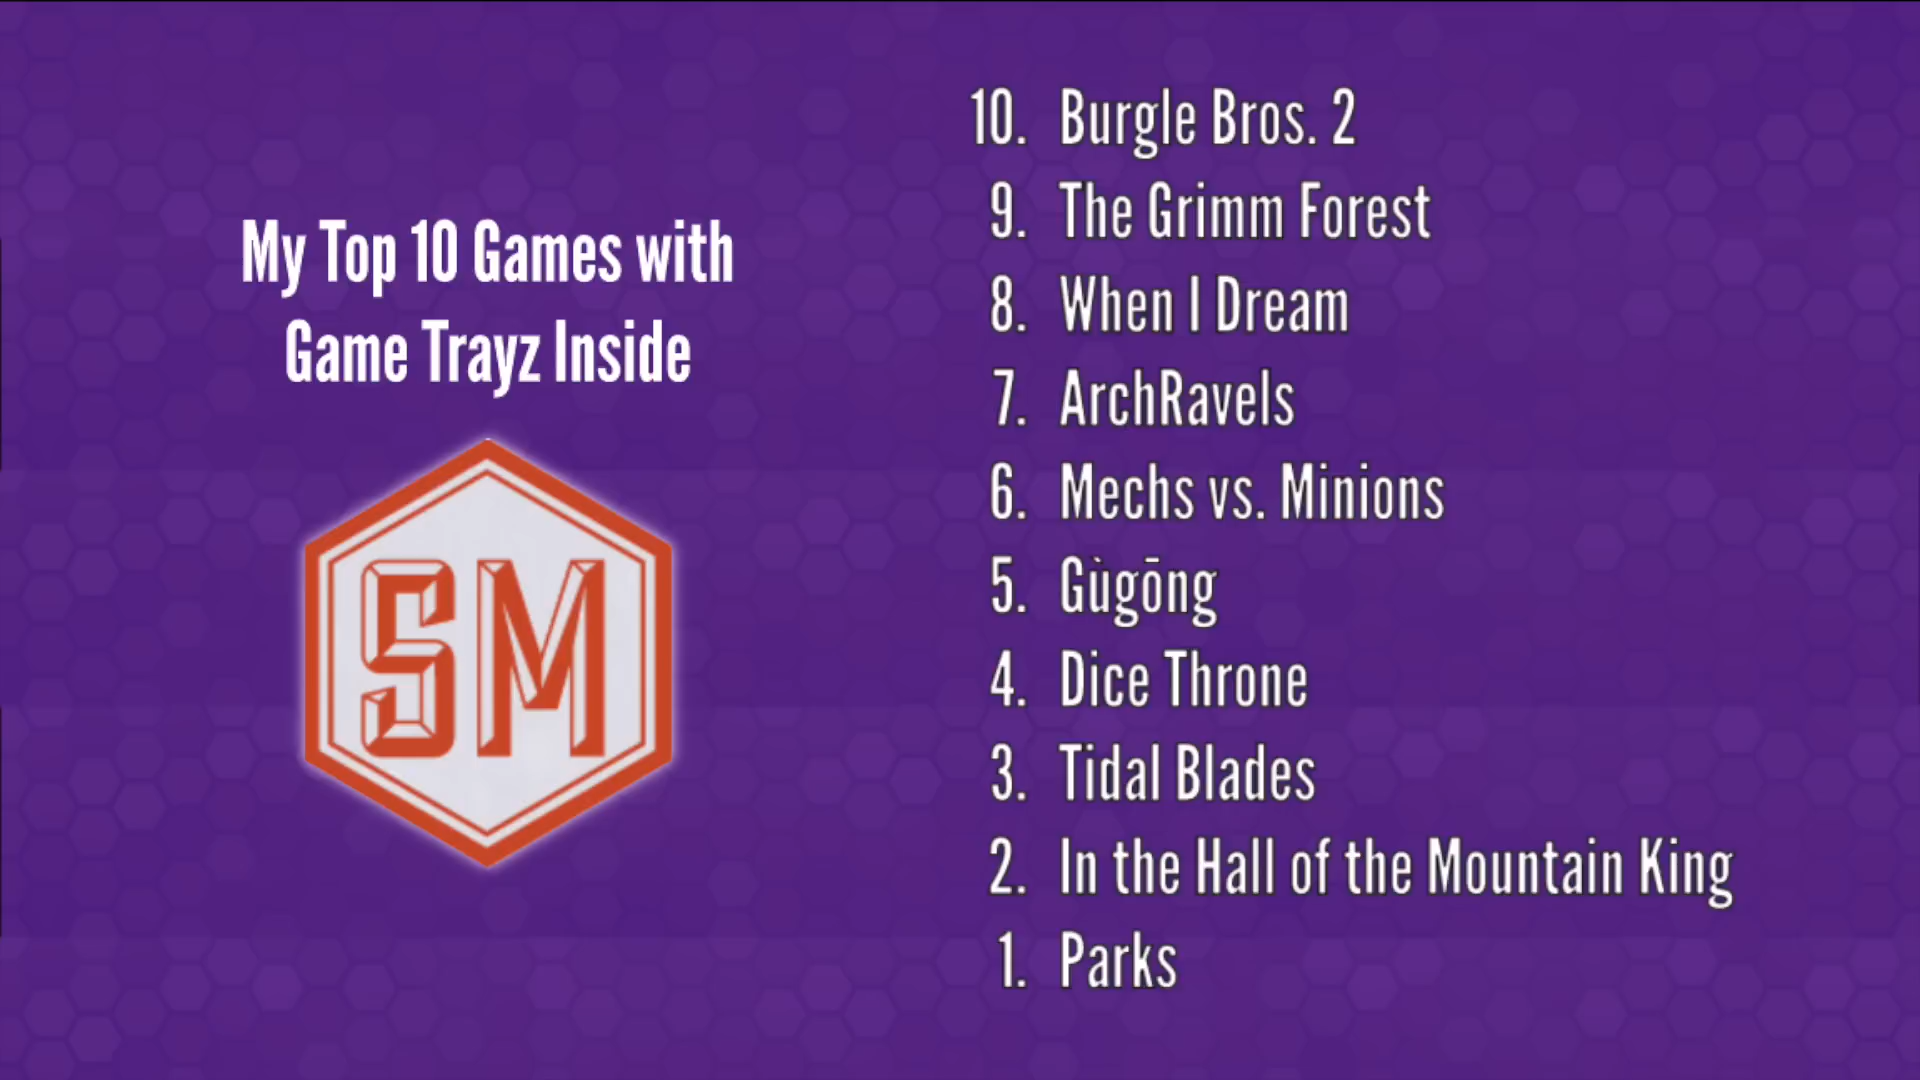 My Top 10 Games with
Game Trayz Inside
SM
10. Burgle Bros. 2
9. The Grimm Forest
8. When I Dream
7. ArchRavels
6. Mechs vs. Minions
5. Gùgōng
4. Dice Throne
3. Tidal Blades
2. In the Hall of the Mountain King
1. Parks